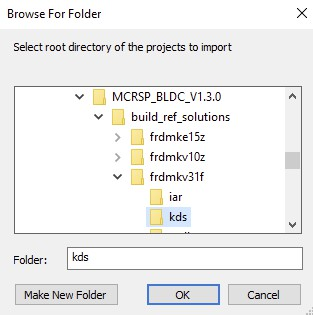 Browse For Folder
Select root directory of the projects to import
MCRSP_BLDC_V1.3.0
build_ref_solutions
frdmke15z
frdmkv10z
frdmkv31f
iar
kds
Folder: kds
Make New Folder OK Cancel